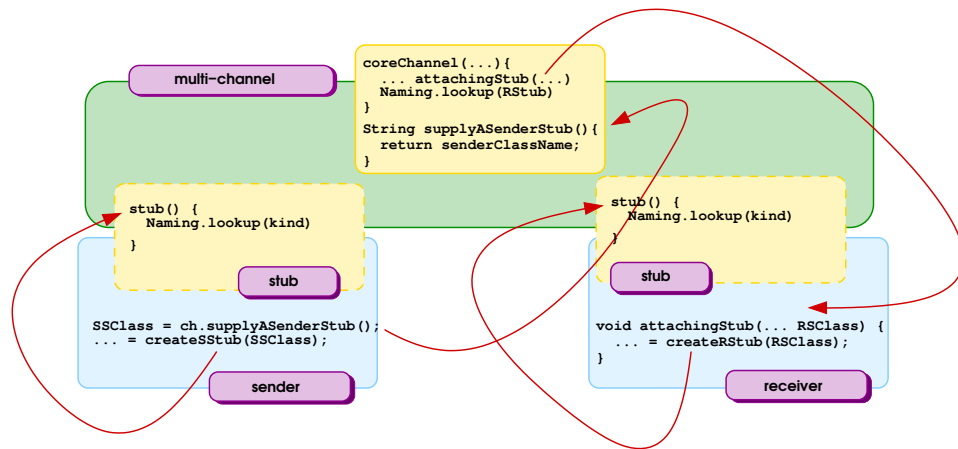 multi-channel
coreChannel(...){
... attachingStub(...)
Naming.lookup(RStub)
}
String supplyASenderStub(){
return senderClassName;
}
stub() {
Naming.lookup(kind)
}
stub
SSClass = ch.supplyASenderStub();
... = createSStub(SSClass);
sender
stub() {
Naming.lookup(kind)
}
stub
void attachingStub(... RSClass) {
... = createRStub(RSClass);
}
receiver